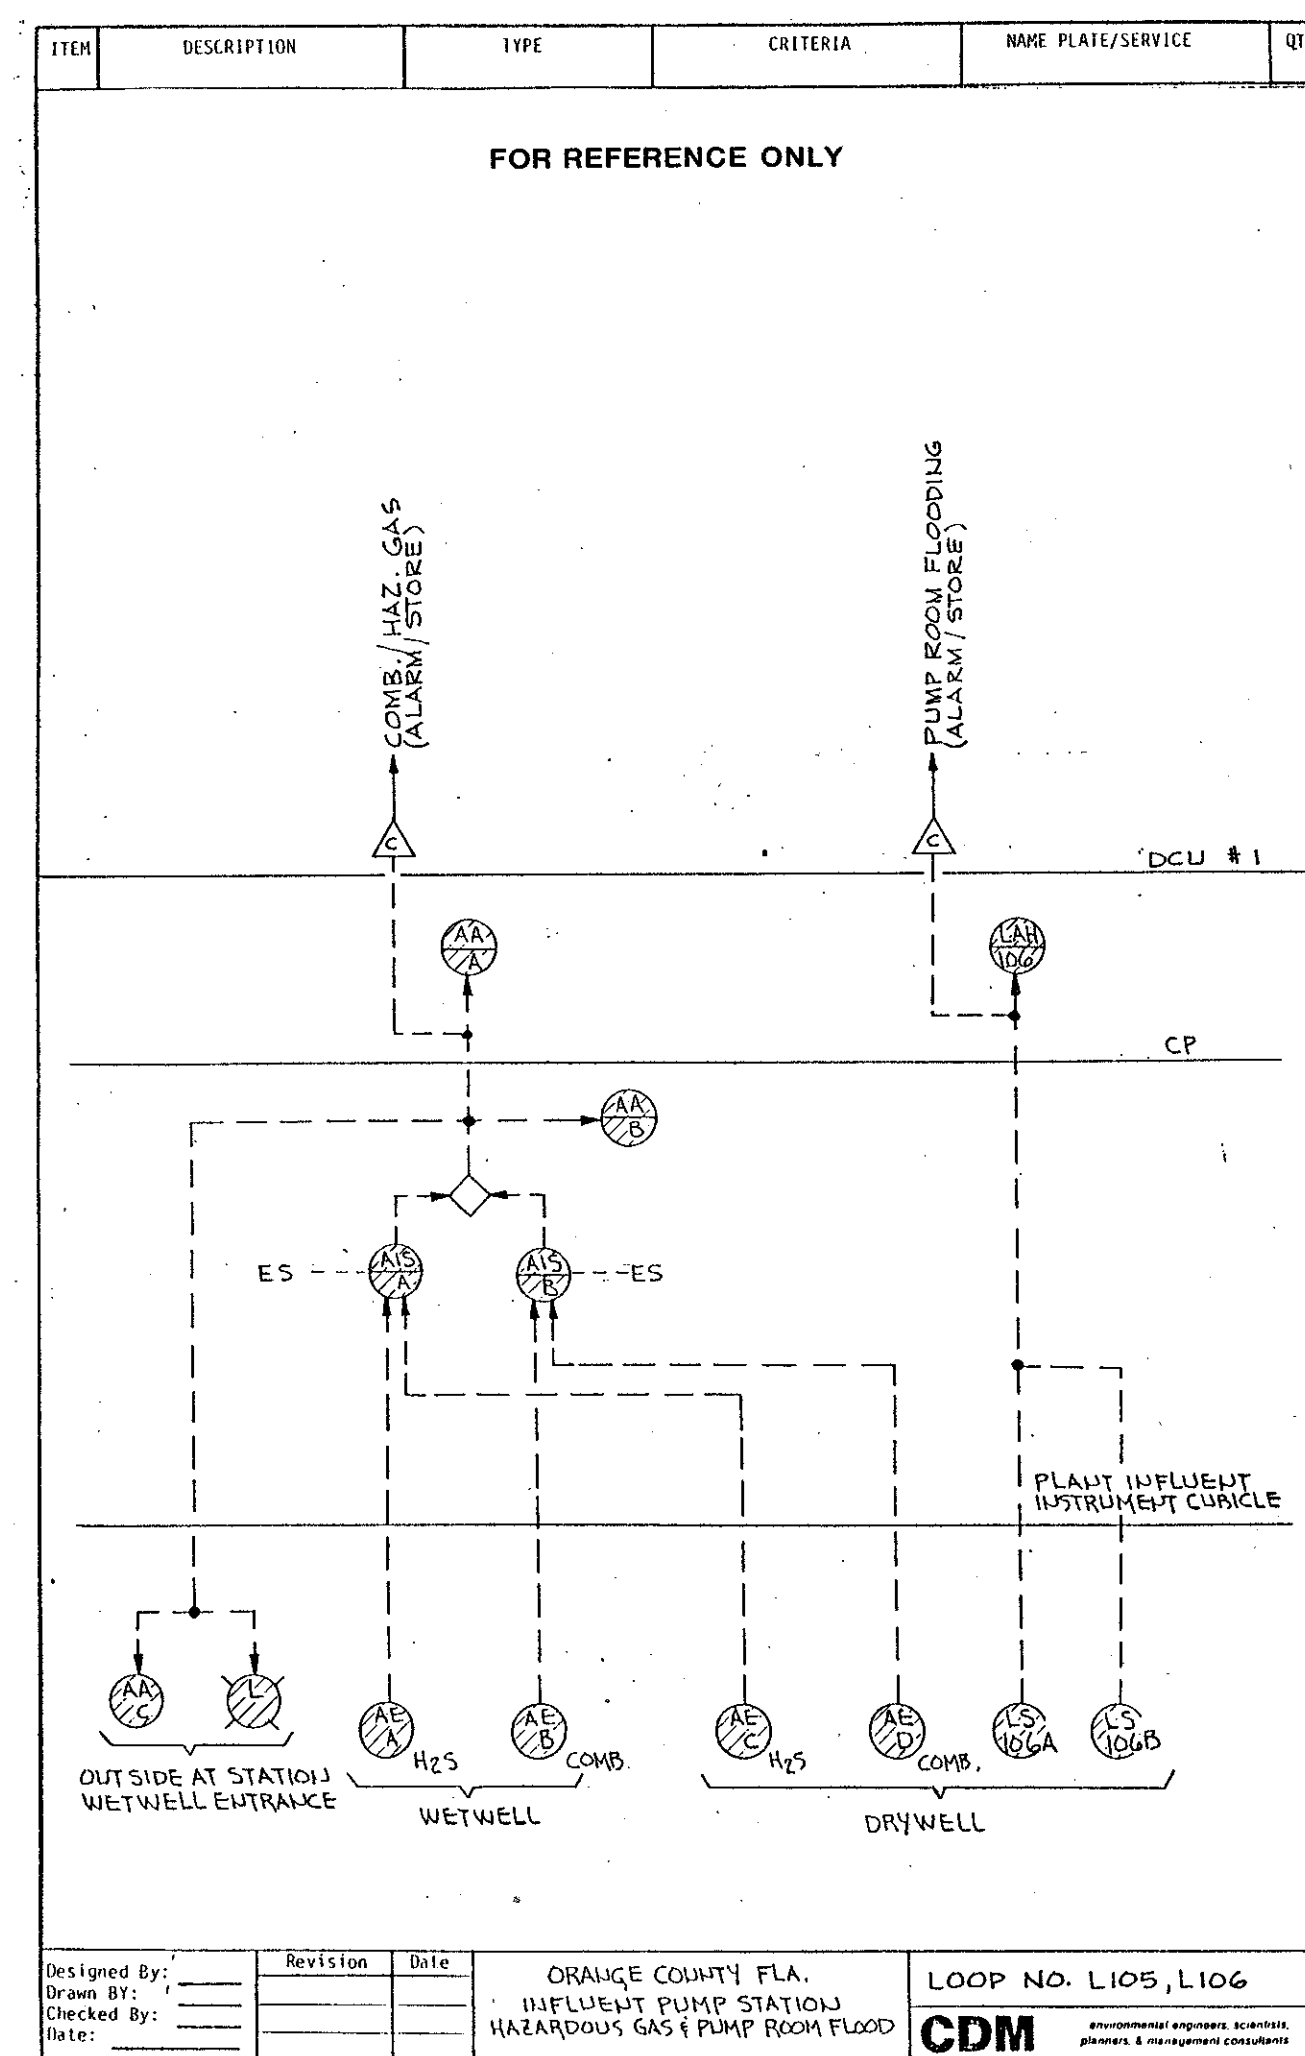 ITEM DESCRIPTION TYPE CRITERIA NAME PLATE/SERVICE QT
FOR REFERENCE ONLY
COMB./HAZ. GAS
(ALARM/STORE)
PUMP ROOM FLOODING
(ALARM/STORE)
C
C
DCU #1
AA
A
LAH
106
CP
AA
B
ES
AIS
A
AIS
B
ES
PLANT INFLUENT
INSTRUMENT CUBICLE
AA
C
L
AE
A
H2S
AE
B
COMB.
AE
C
H2S
AE
D
COMB.
LS
106A
LS
106B
OUTSIDE AT STATION
WETWELL ENTRANCE
WETWELL
DRYWELL
Designed By:
Drawn BY:
Checked By:
Date:
Revision Date
ORANGE COUNTY FLA.
INFLUENT PUMP STATION
HAZARDOUS GAS & PUMP ROOM FLOOD
LOOP NO. L105, L106
CDM
environmental engineers, scientists,
planners, & management consultants